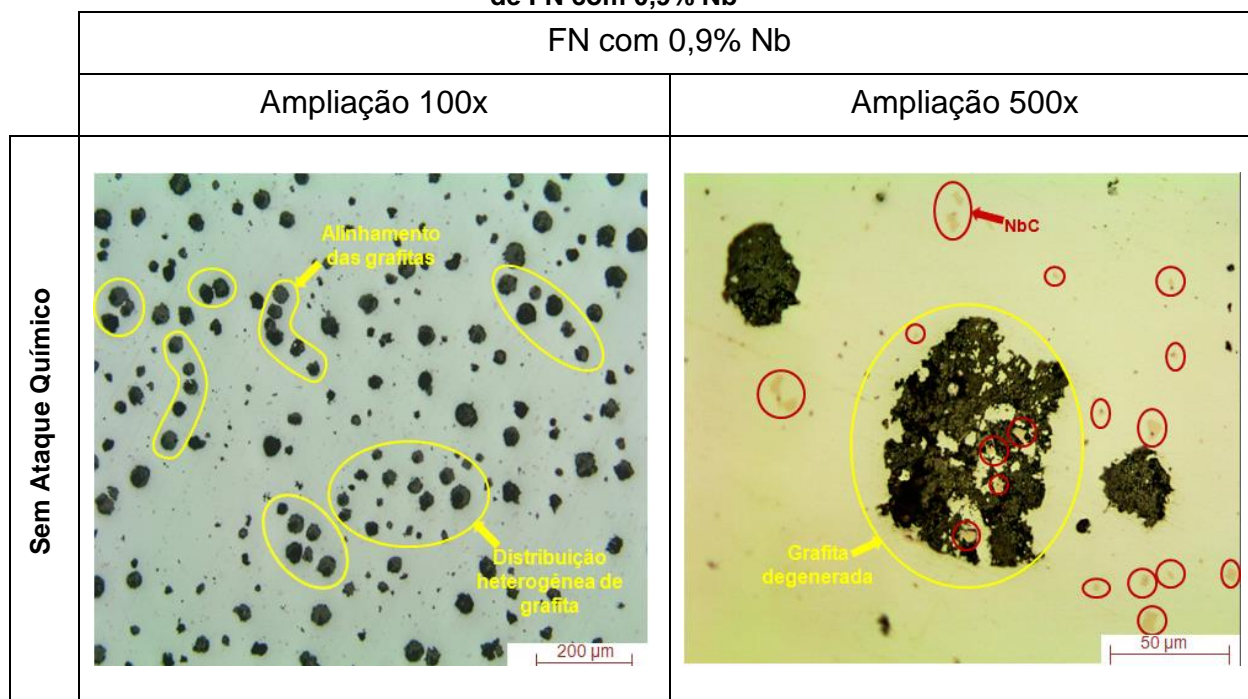 de FN com 0,9% Nb
FN com 0,9% Nb
Ampliação 100x
Ampliação 500x
Sem Ataque Químico
Alinhamento
das grafitas
Distribuição
heterogênea de
grafita
200 µm
NbC
Grafita
degenerada
50 µm